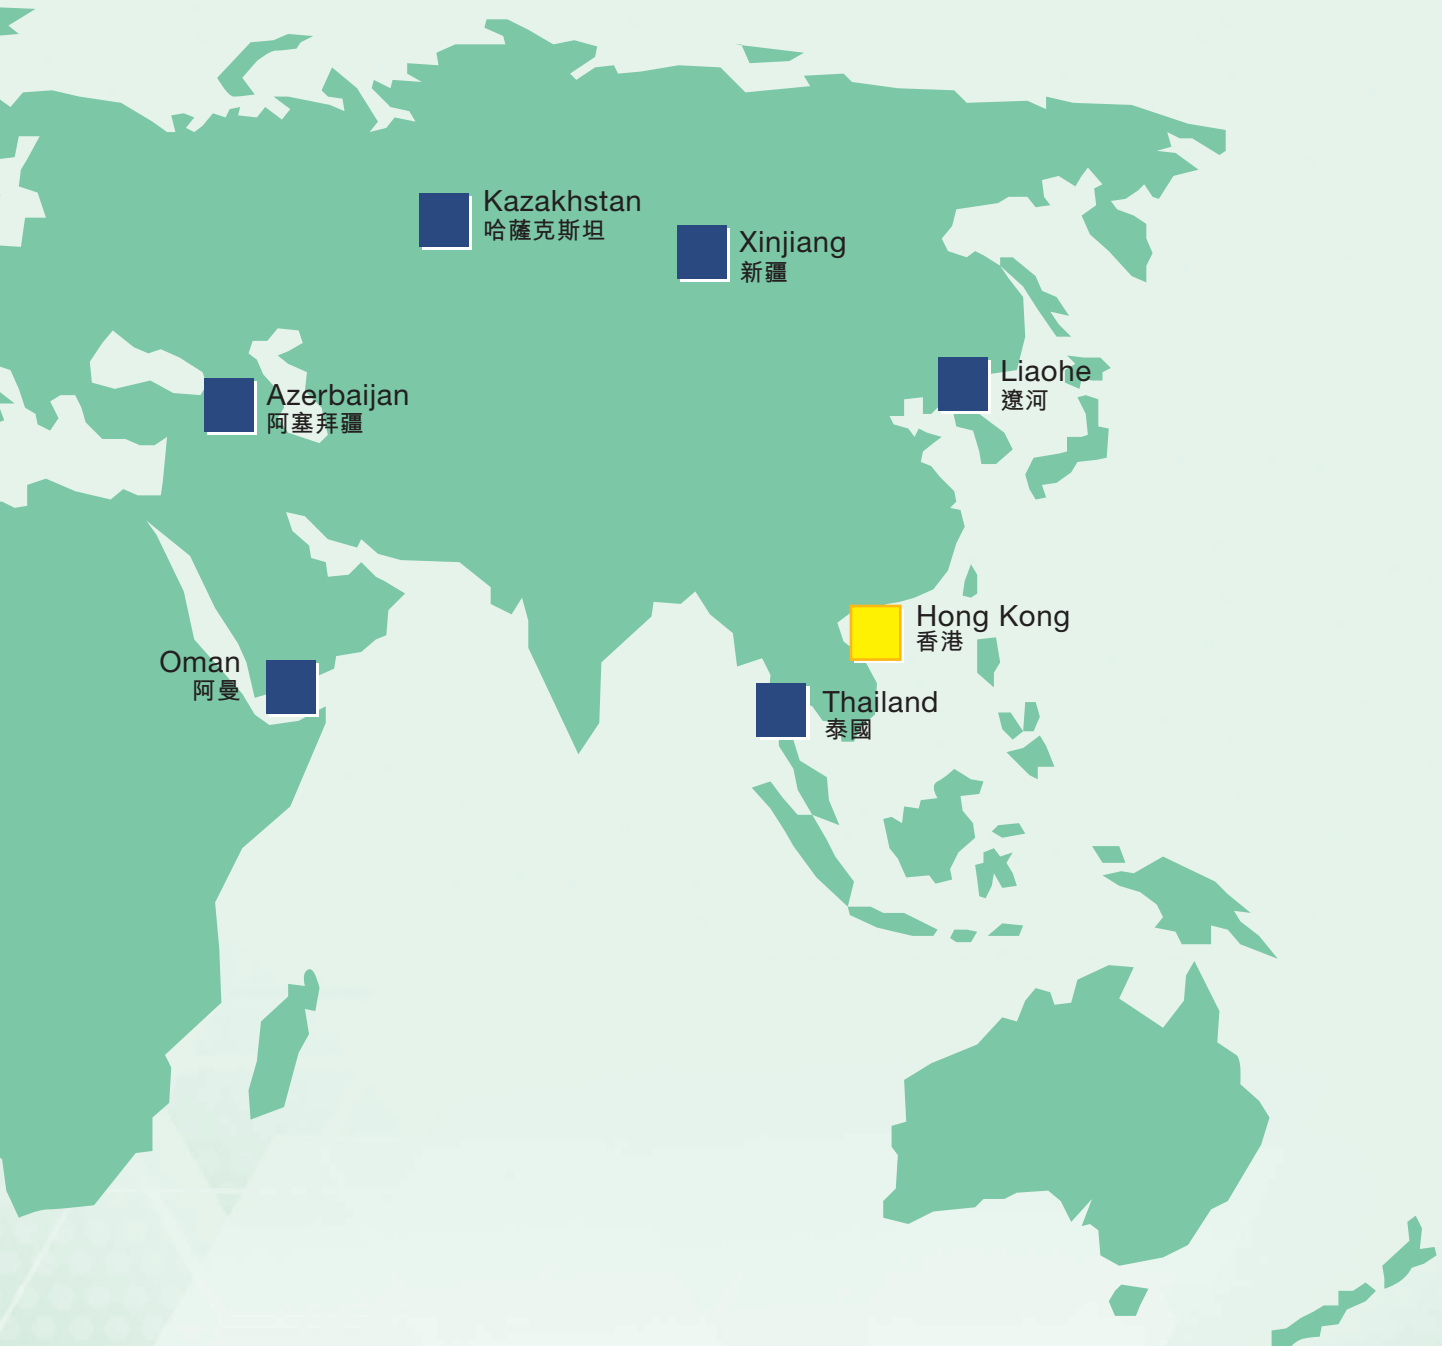 Kazakhstan
哈薩克斯坦
Xinjiang
新疆
Liaohe
遼河
Azerbaijan
阿塞拜疆
Hong Kong
香港
Oman
阿曼
Thailand
泰國